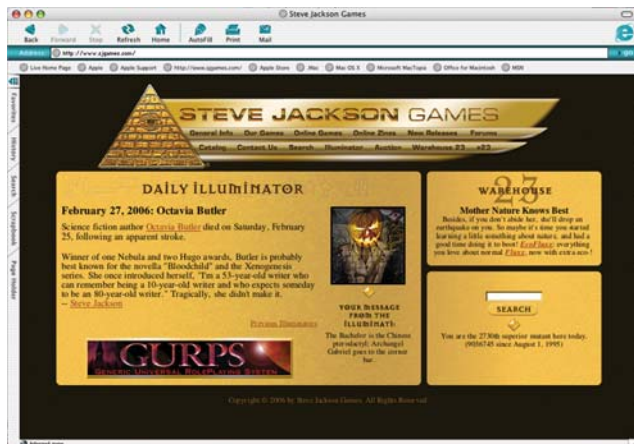 Steve Jackson Games
Back Forward Stop Refresh Home AutoFill Print Mail
Address: http://www.sjgames.com/ go
Live Home Page Apple Apple Support http://www.sjgames.com/ Apple Store .Mac Mac OS X Microsoft MacTopia Office for Macintosh MSN
Favorites
History
Search
Scrapbook
Page Holder
STEVE JACKSON GAMES
General Info Our Games Online Games Online Zines New Releases Forums
Catalog Contact Us Search Illuminator Auction Warehouse 23 e23
DAILY ILLUMINATOR
February 27, 2006: Octavia Butler
Science fiction author Octavia Butler died on Saturday, February
25, following an apparent stroke.
Winner of one Nebula and two Hugo awards, Butler is probably
best known for the novella "Bloodchild" and the Xenogenesis
series. She once introduced herself, "I'm a 53-year-old writer who
can remember being a 10-year-old writer and who expects someday
to be an 80-year-old writer." Tragically, she didn't make it.
-- Steve Jackson
Previous Illuminators
GURPS
GENERIC UNIVERSAL ROLEPLAYING SYSTEM
YOUR MESSAGE
FROM THE
ILLUMINATI:
The Bachelor is the Chinese
pterodactyl; Archangel
Gabriel goes to the corner
bar.
23
WAREHOUSE
Mother Nature Knows Best
Besides, if you don't abide her, she'll drop an
earthquake on you. So maybe it's time you started
learning a little something about nature, and had a
good time doing it to boot! EcoFluxx: everything
you love about normal Fluxx, now with extra eco!
SEARCH
You are the 2730th superior mutant here today.
(9036745 since August 1, 1995)
Copyright © 2006 by Steve Jackson Games. All Rights Reserved.
Internet zone